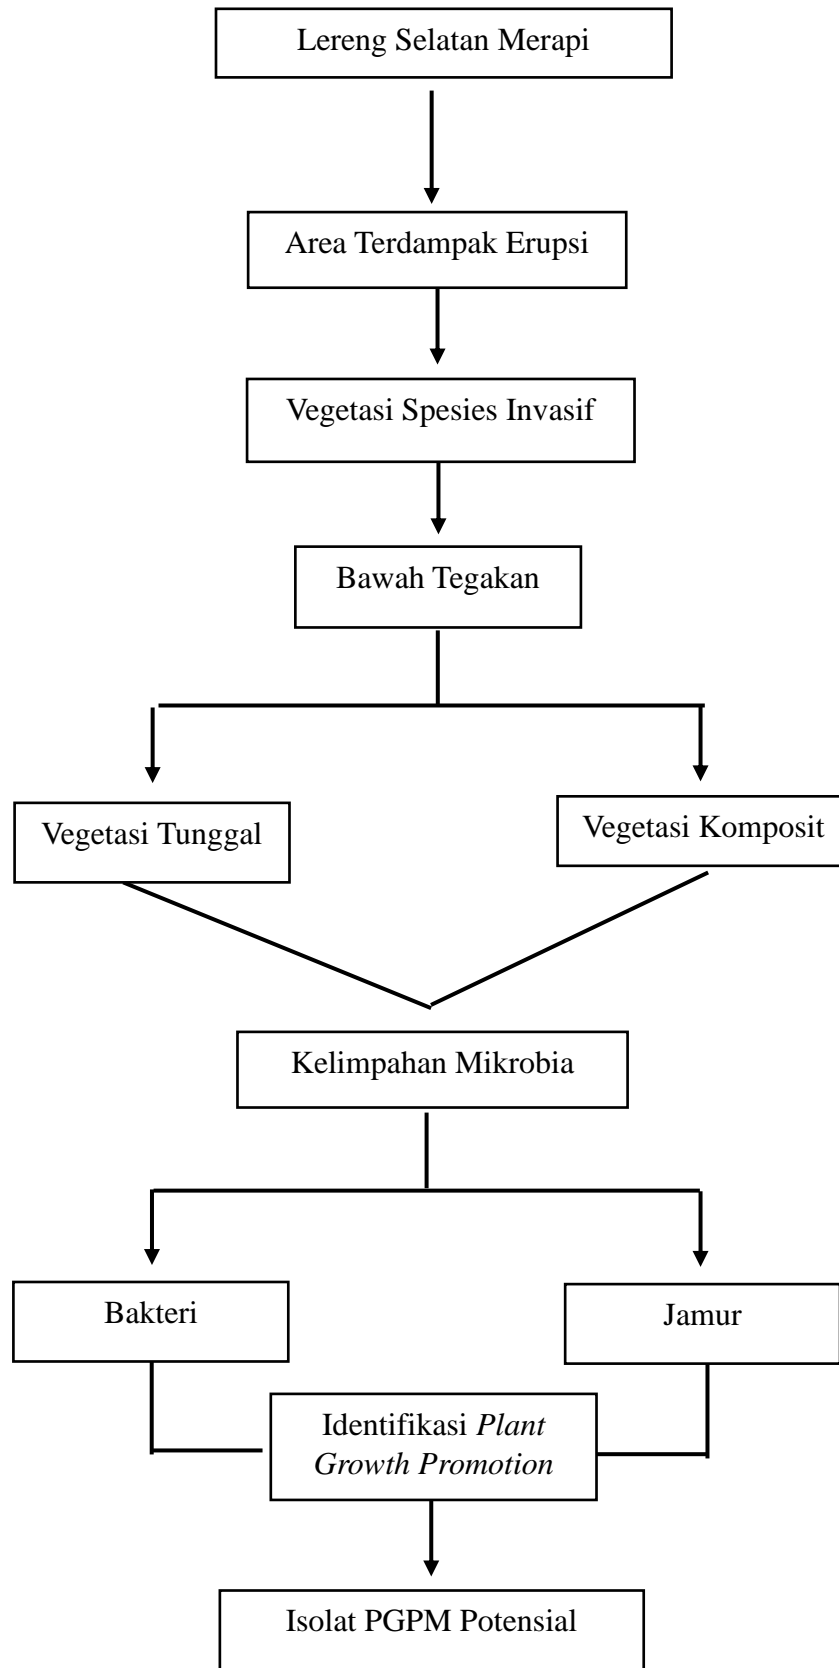 Lereng Selatan Merapi
Area Terdampak Erupsi
Vegetasi Spesies Invasif
Bawah Tegakan
Vegetasi Tunggal
Vegetasi Komposit
Kelimpahan Mikrobia
Bakteri
Jamur
Identifikasi Plant
Growth Promotion
Isolat PGPM Potensial